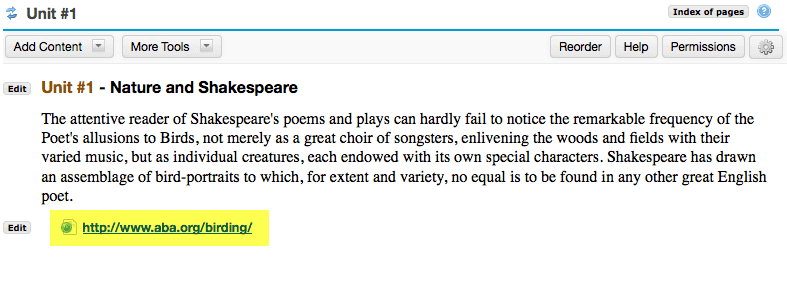 Unit #1
Index of pages
Add Content
More Tools
Reorder
Help
Permissions
Edit
Unit #1 - Nature and Shakespeare
The attentive reader of Shakespeare's poems and plays can hardly fail to notice the remarkable frequency of the
Poet's allusions to Birds, not merely as a great choir of songsters, enlivening the woods and fields with their
varied music, but as individual creatures, each endowed with its own special characters. Shakespeare has drawn
an assemblage of bird-portraits to which, for extent and variety, no equal is to be found in any other great English
poet.
Edit
http://www.aba.org/birding/